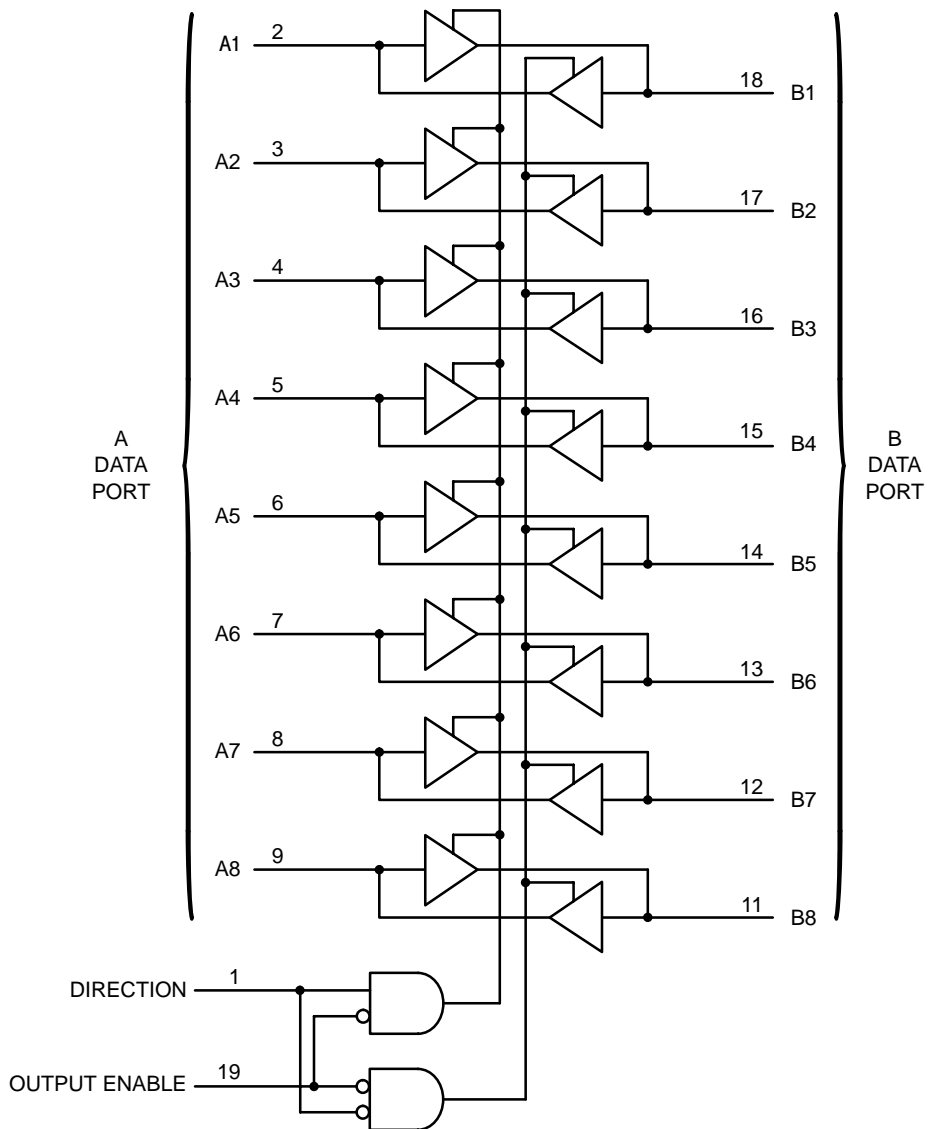 A1 2
18 B1
A2 3
17 B2
A3 4
16 B3
A4 5
15 B4
A
DATA
PORT
B
DATA
PORT
A5 6
14 B5
A6 7
13 B6
A7 8
12 B7
A8 9
11 B8
DIRECTION 1
OUTPUT ENABLE 19